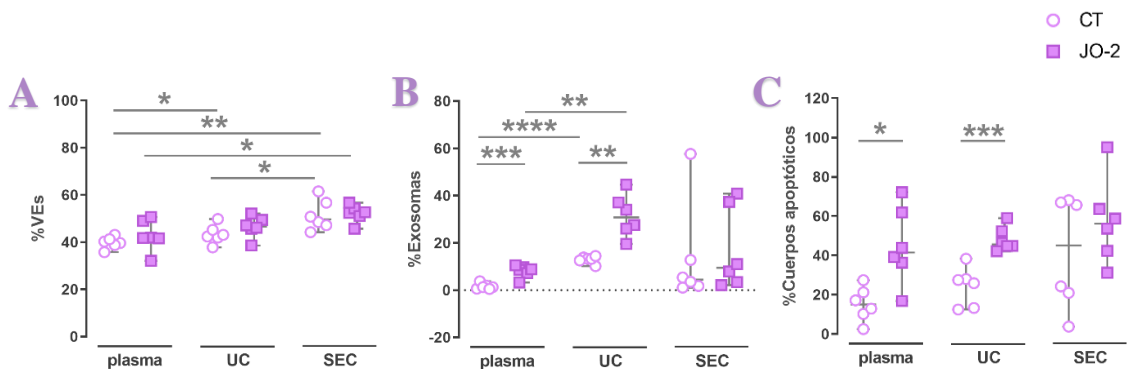 CT
JO-2
A
B
C
%VEs
100
80
60
40
20
0
*
**
*
*
plasma
UC
SEC
%Exosomas
80
60
40
20
0
-20
**
****
***
**
plasma
UC
SEC
%Cuerpos apoptóticos
120
100
80
60
40
20
0
*
***
plasma
UC
SEC